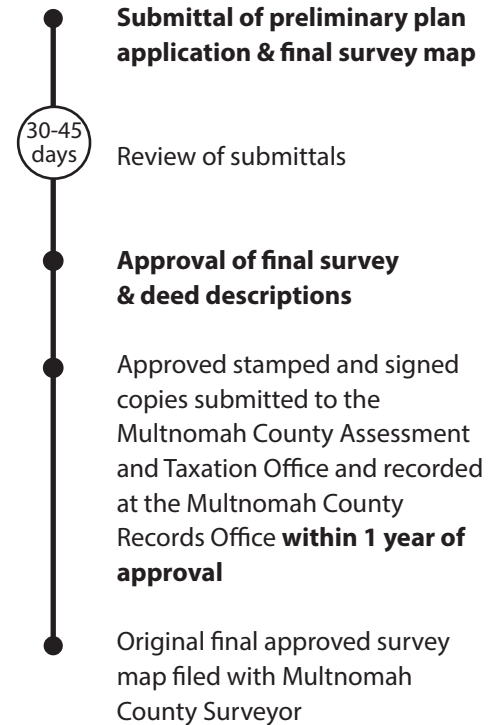 Submittal of preliminary plan
application & final survey map
30-45
days
Review of submittals
Approval of final survey
& deed descriptions
Approved stamped and signed
copies submitted to the
Multnomah County Assessment
and Taxation Office and recorded
at the Multnomah County
Records Office within 1 year of
approval
Original final approved survey
map filed with Multnomah
County Surveyor